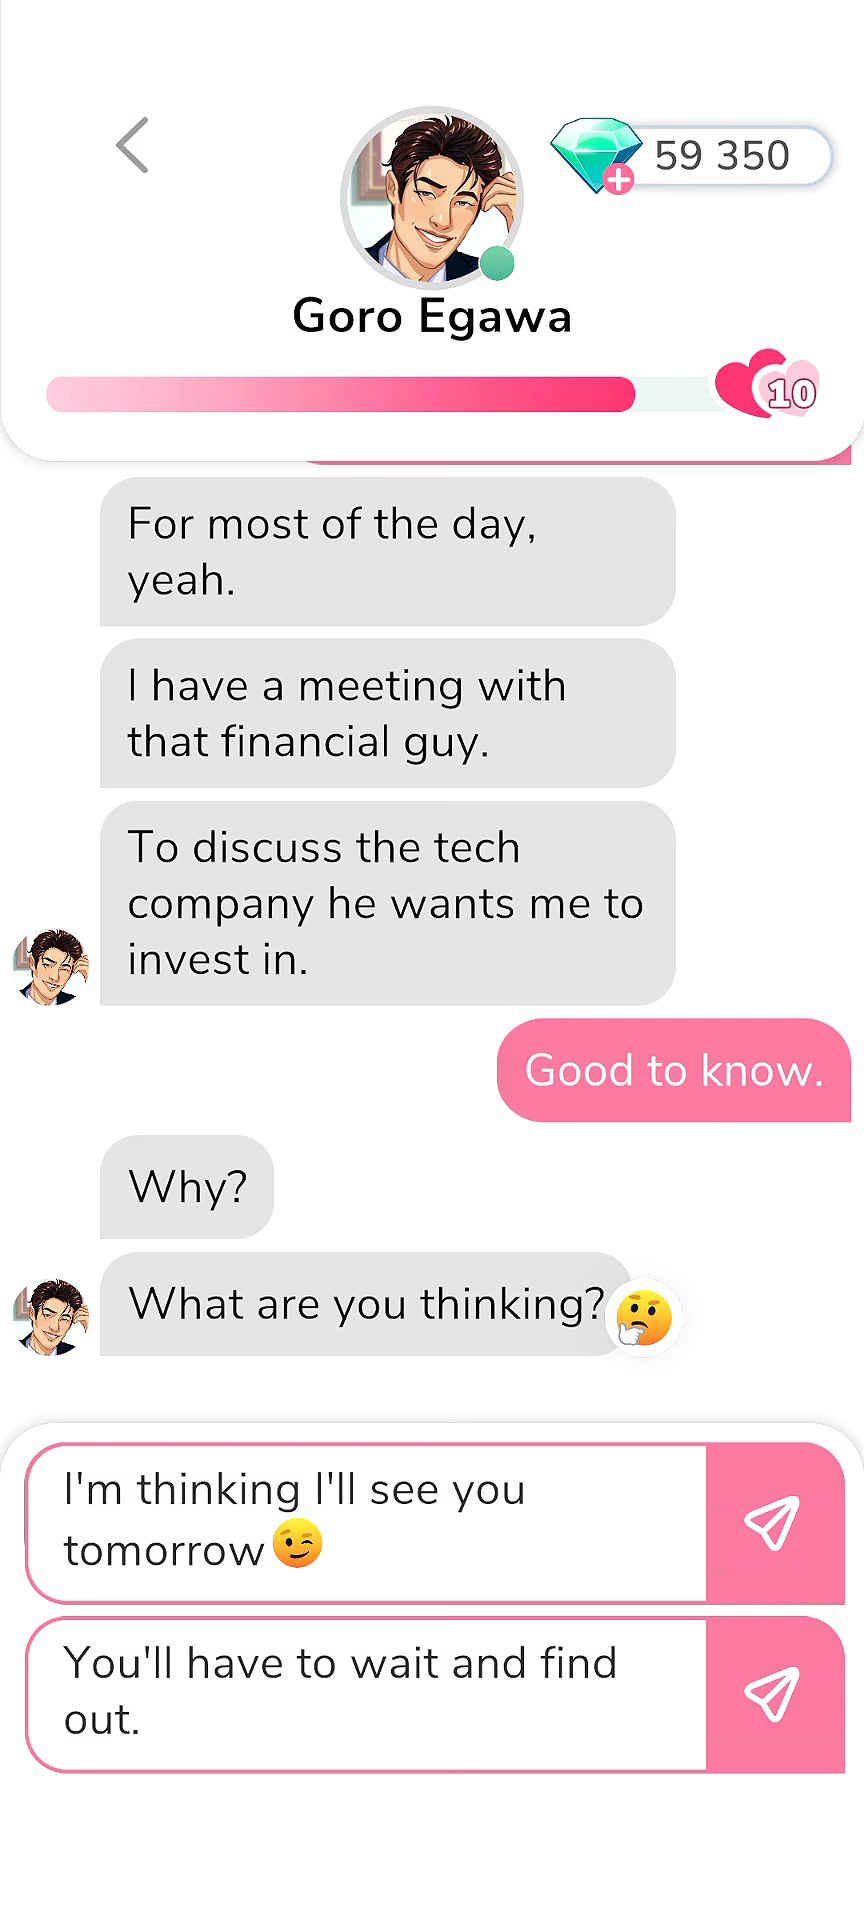 59 350
Goro Egawa
10
For most of the day,
yeah.
I have a meeting with
that financial guy.
To discuss the tech
company he wants me to
invest in.
Good to know.
Why?
What are you thinking?
I'm thinking I'll see you
tomorrow😉
You'll have to wait and find
out.